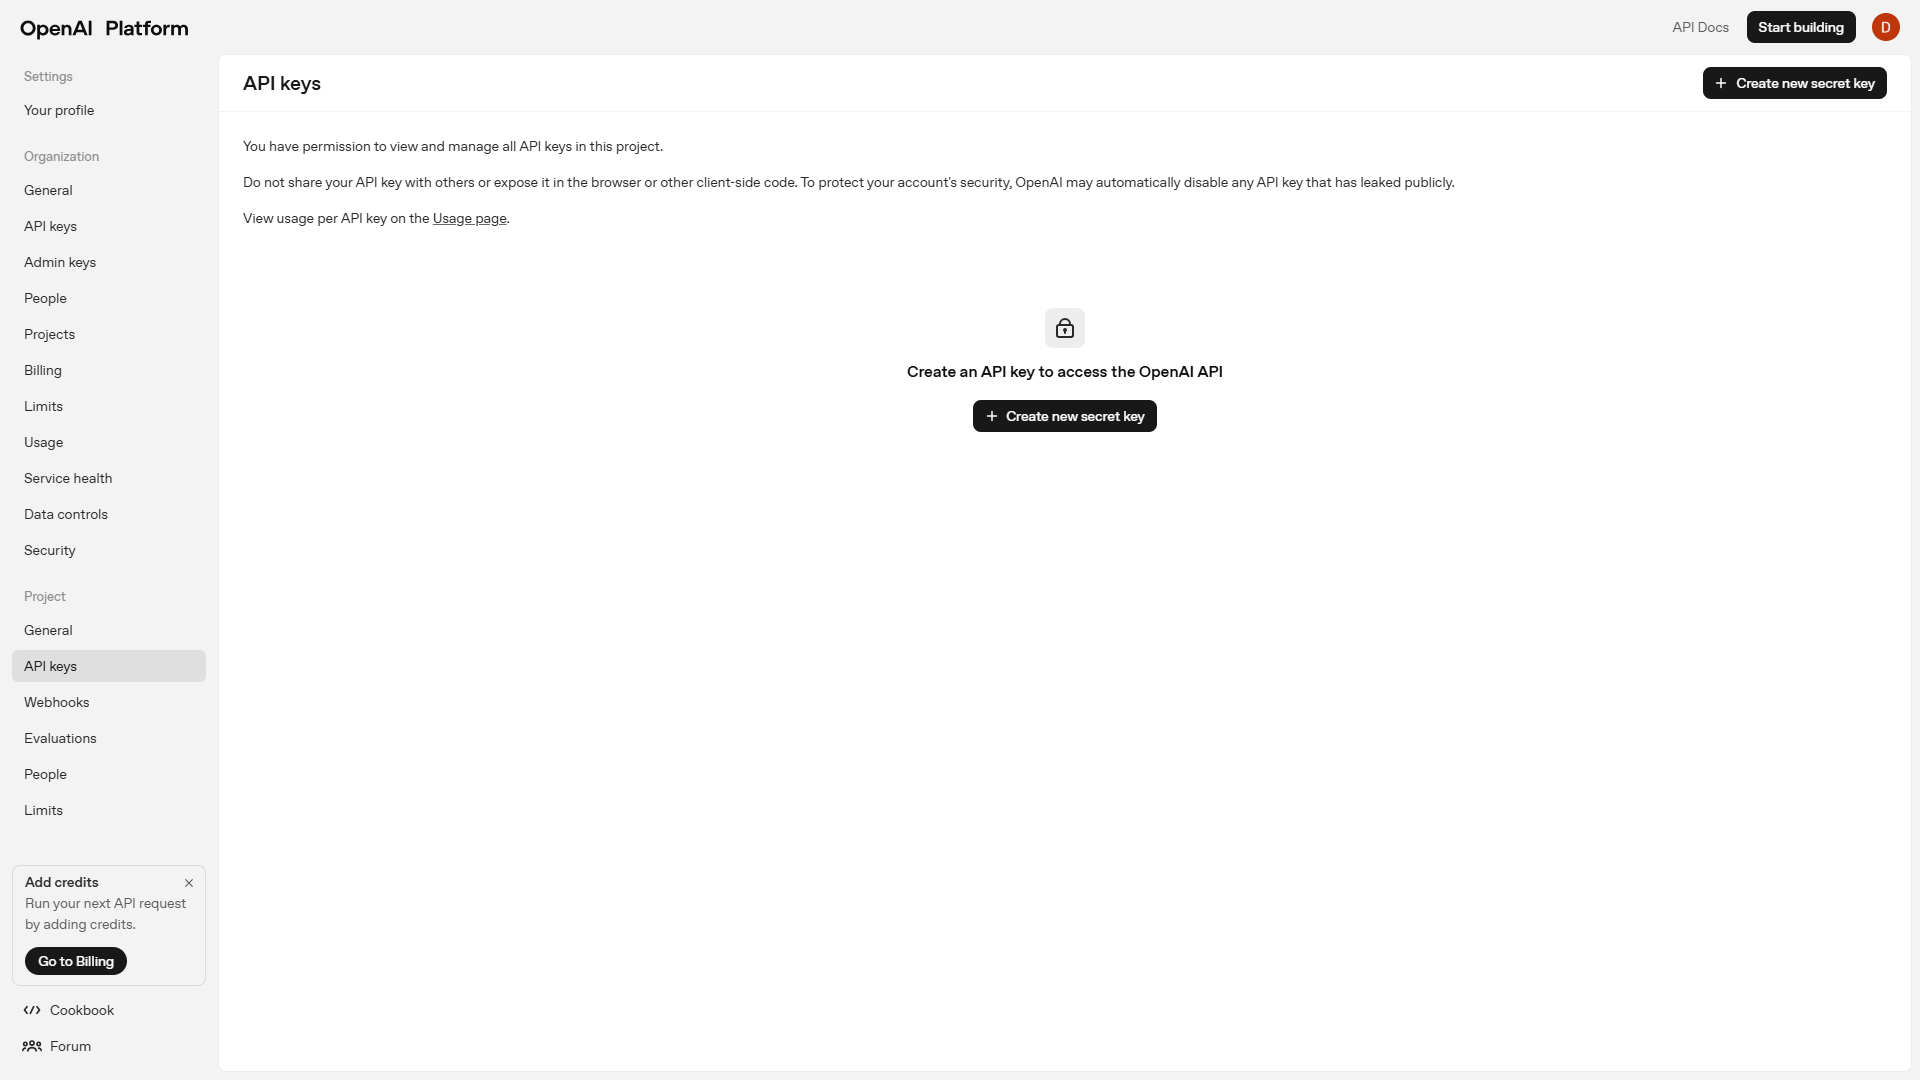 OpenAI Platform
API Docs
Start building
D
Settings
Your profile
Organization
General
API keys
Admin keys
People
Projects
Billing
Limits
Usage
Service health
Data controls
Security
Project
General
API keys
Webhooks
Evaluations
People
Limits
Add credits
Run your next API request
by adding credits.
Go to Billing
Cookbook
Forum
API keys
Create new secret key
You have permission to view and manage all API keys in this project.
Do not share your API key with others or expose it in the browser or other client-side code. To protect your account's security, OpenAI may automatically disable any API key that has leaked publicly.
View usage per API key on the Usage page.
Create an API key to access the OpenAI API
Create new secret key